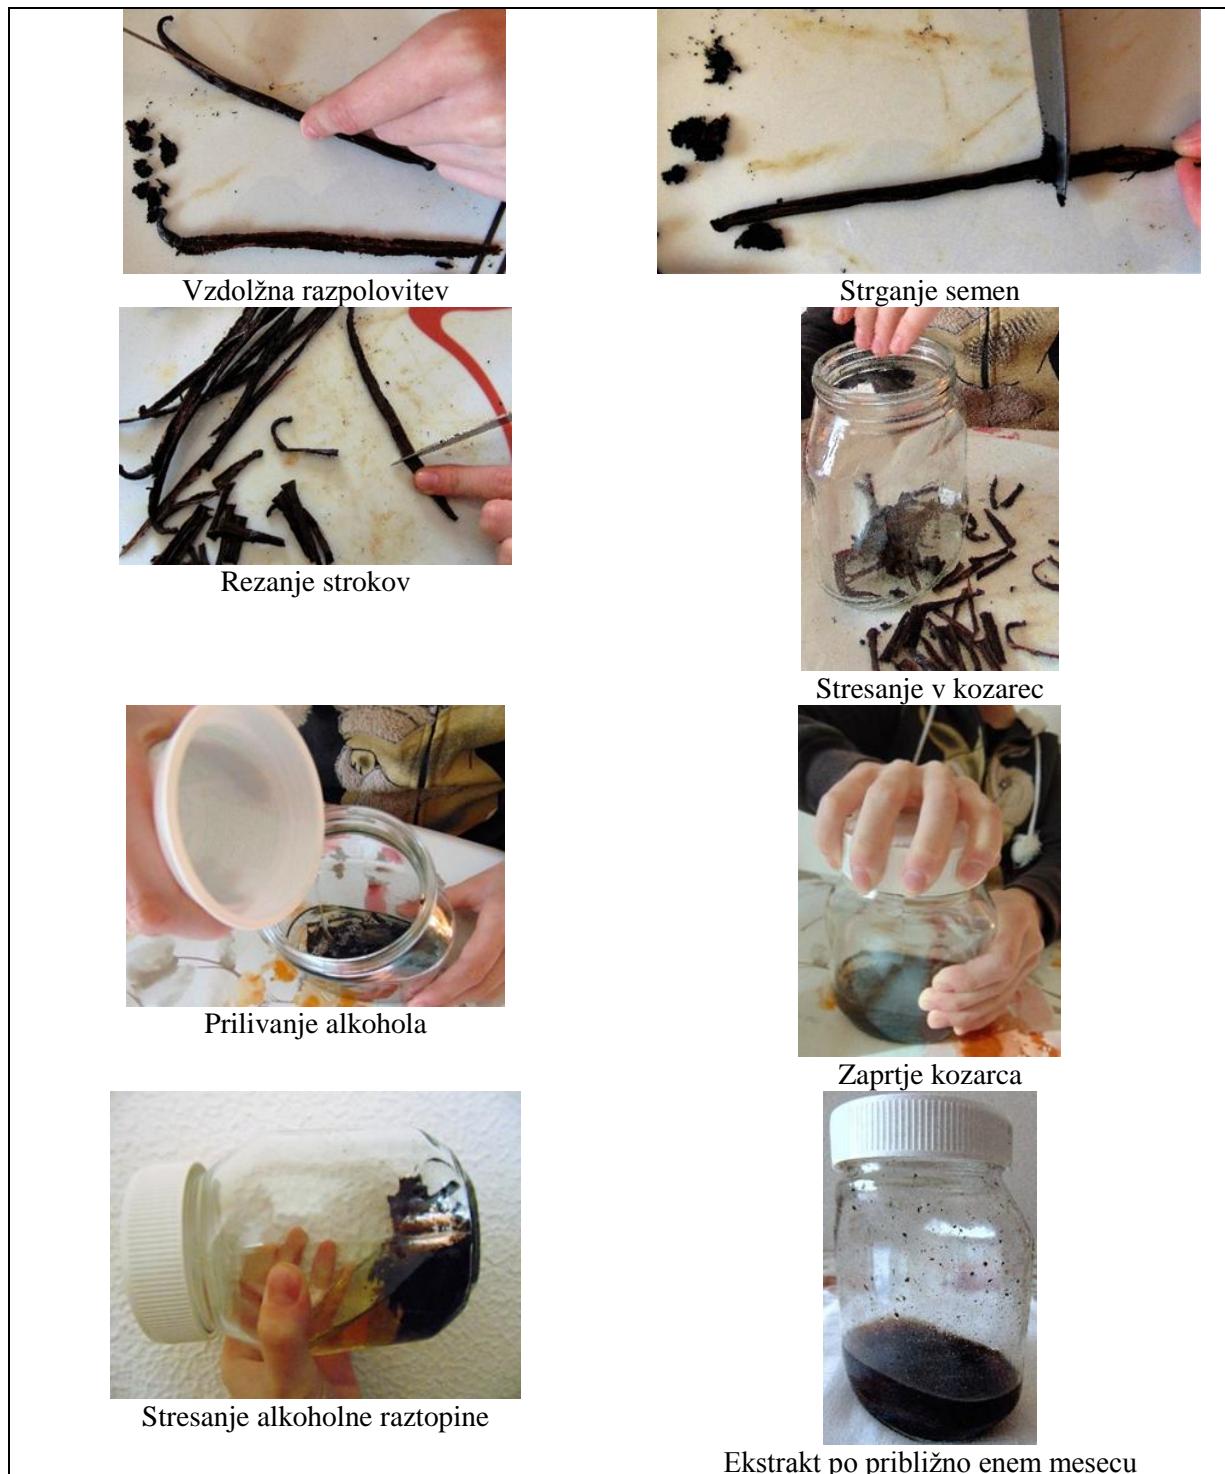 Vzdolžna razpolovitev
Strganje semen
Rezanje strokov
Stresanje v kozarec
Prilivanje alkohola
Zaprtje kozarca
Stresanje alkoholne raztopine
Ekstrakt po približno enem mesecu